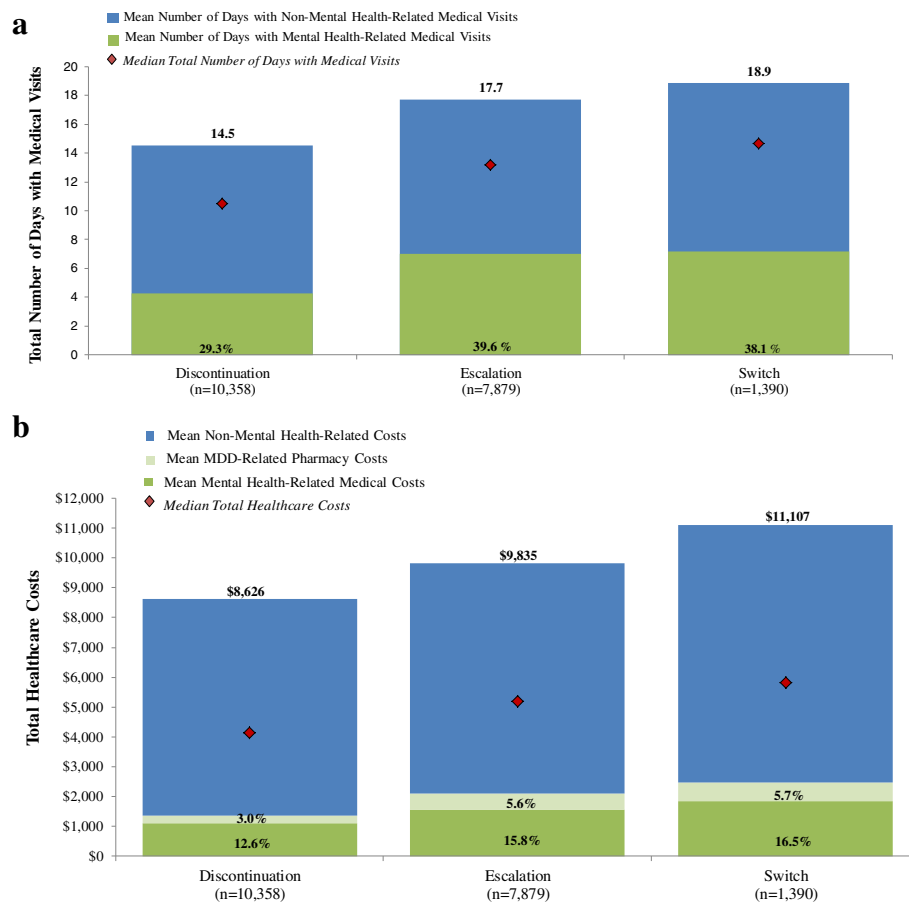 a
Mean Number of Days with Non-Mental Health-Related Medical Visits
Mean Number of Days with Mental Health-Related Medical Visits
Median Total Number of Days with Medical Visits
Total Number of Days with Medical Visits
20
18
16
14
12
10
8
6
4
2
0
14.5
17.7
18.9
29.3%
39.6 %
38.1 %
Discontinuation
(n=10,358)
Escalation
(n=7,879)
Switch
(n=1,390)
b
Mean Non-Mental Health-Related Costs
Mean MDD-Related Pharmacy Costs
Mean Mental Health-Related Medical Costs
Median Total Healthcare Costs
Total Healthcare Costs
$12,000
$11,000
$10,000
$9,000
$8,000
$7,000
$6,000
$5,000
$4,000
$3,000
$2,000
$1,000
$0
$8,626
$9,835
$11,107
3.0%
5.6%
5.7%
12.6%
15.8%
16.5%
Discontinuation
(n=10,358)
Escalation
(n=7,879)
Switch
(n=1,390)